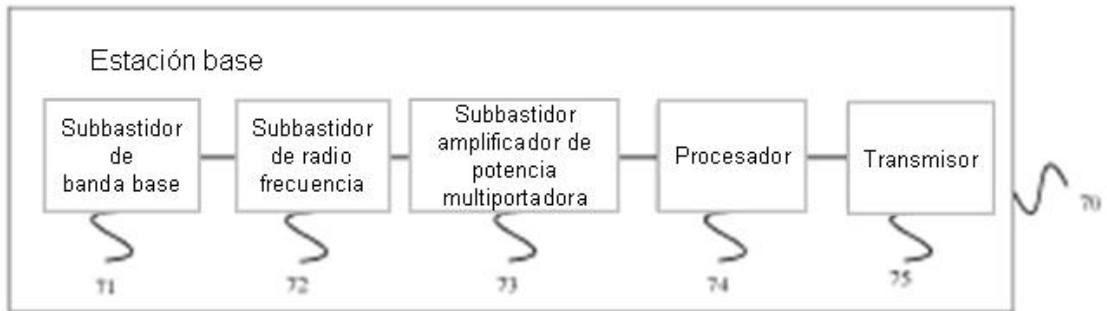 Estación base
Subbastidor
de
banda base
Subbastidor
de radio
frecuencia
Subbastidor
amplificador de
potencia
multiportadora
Procesador
Transmisor
70
71
72
73
74
75